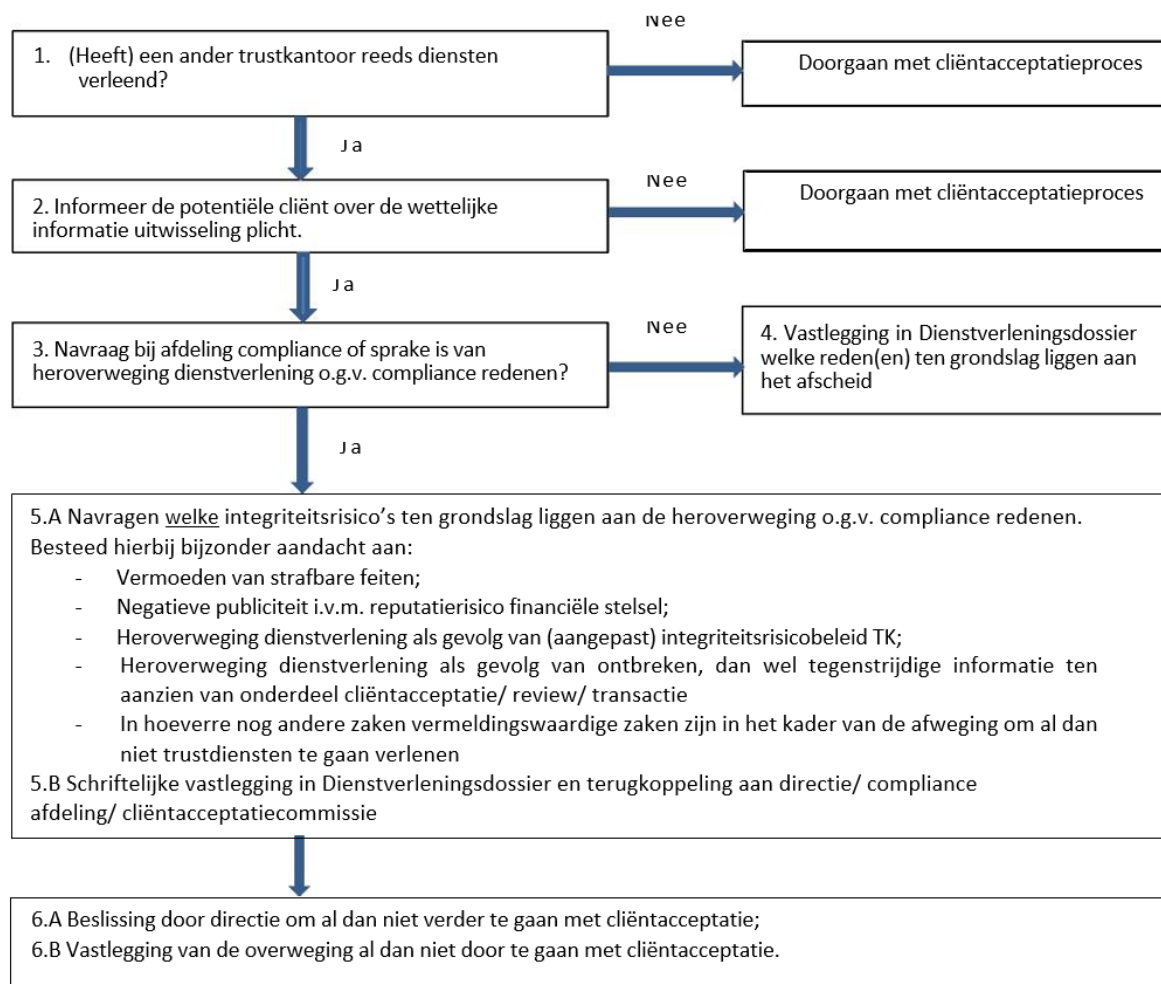 Nee
1. (Heeft) een ander trustkantoor reeds diensten
verleend?
Doorgaan met cliëntacceptatieproces
Ja
Nee
2. Informeer de potentiële cliënt over de wettelijke
informatie uitwisseling plicht.
Doorgaan met cliëntacceptatieproces
Ja
Nee
3. Navraag bij afdeling compliance of sprake is van
heroverweging dienstverlening o.g.v. compliance redenen?
4. Vastlegging in Dienstverleningsdossier
welke reden(en) ten grondslag liggen aan
het afscheid
Ja
5.A Navragen welke integriteitsrisico's ten grondslag liggen aan de heroverweging o.g.v. compliance redenen.
Besteed hierbij bijzonder aandacht aan:
- Vermoeden van strafbare feiten;
- Negatieve publiciteit i.v.m. reputatierisico financiële stelsel;
- Heroverweging dienstverlening als gevolg van (aangepast) integriteitsrisicobeleid TK;
- Heroverweging dienstverlening als gevolg van ontbreken, dan wel tegenstrijdige informatie ten
aanzien van onderdeel cliëntacceptatie/ review/ transactie
- In hoeverre nog andere zaken vermeldingswaardige zaken zijn in het kader van de afweging om al dan
niet trustdiensten te gaan verlenen
5.B Schriftelijke vastlegging in Dienstverleningsdossier en terugkoppeling aan directie/ compliance
afdeling/ cliëntacceptatiecommissie
6.A Beslissing door directie om al dan niet verder te gaan met cliëntacceptatie;
6.B Vastlegging van de overweging al dan niet door te gaan met cliëntacceptatie.